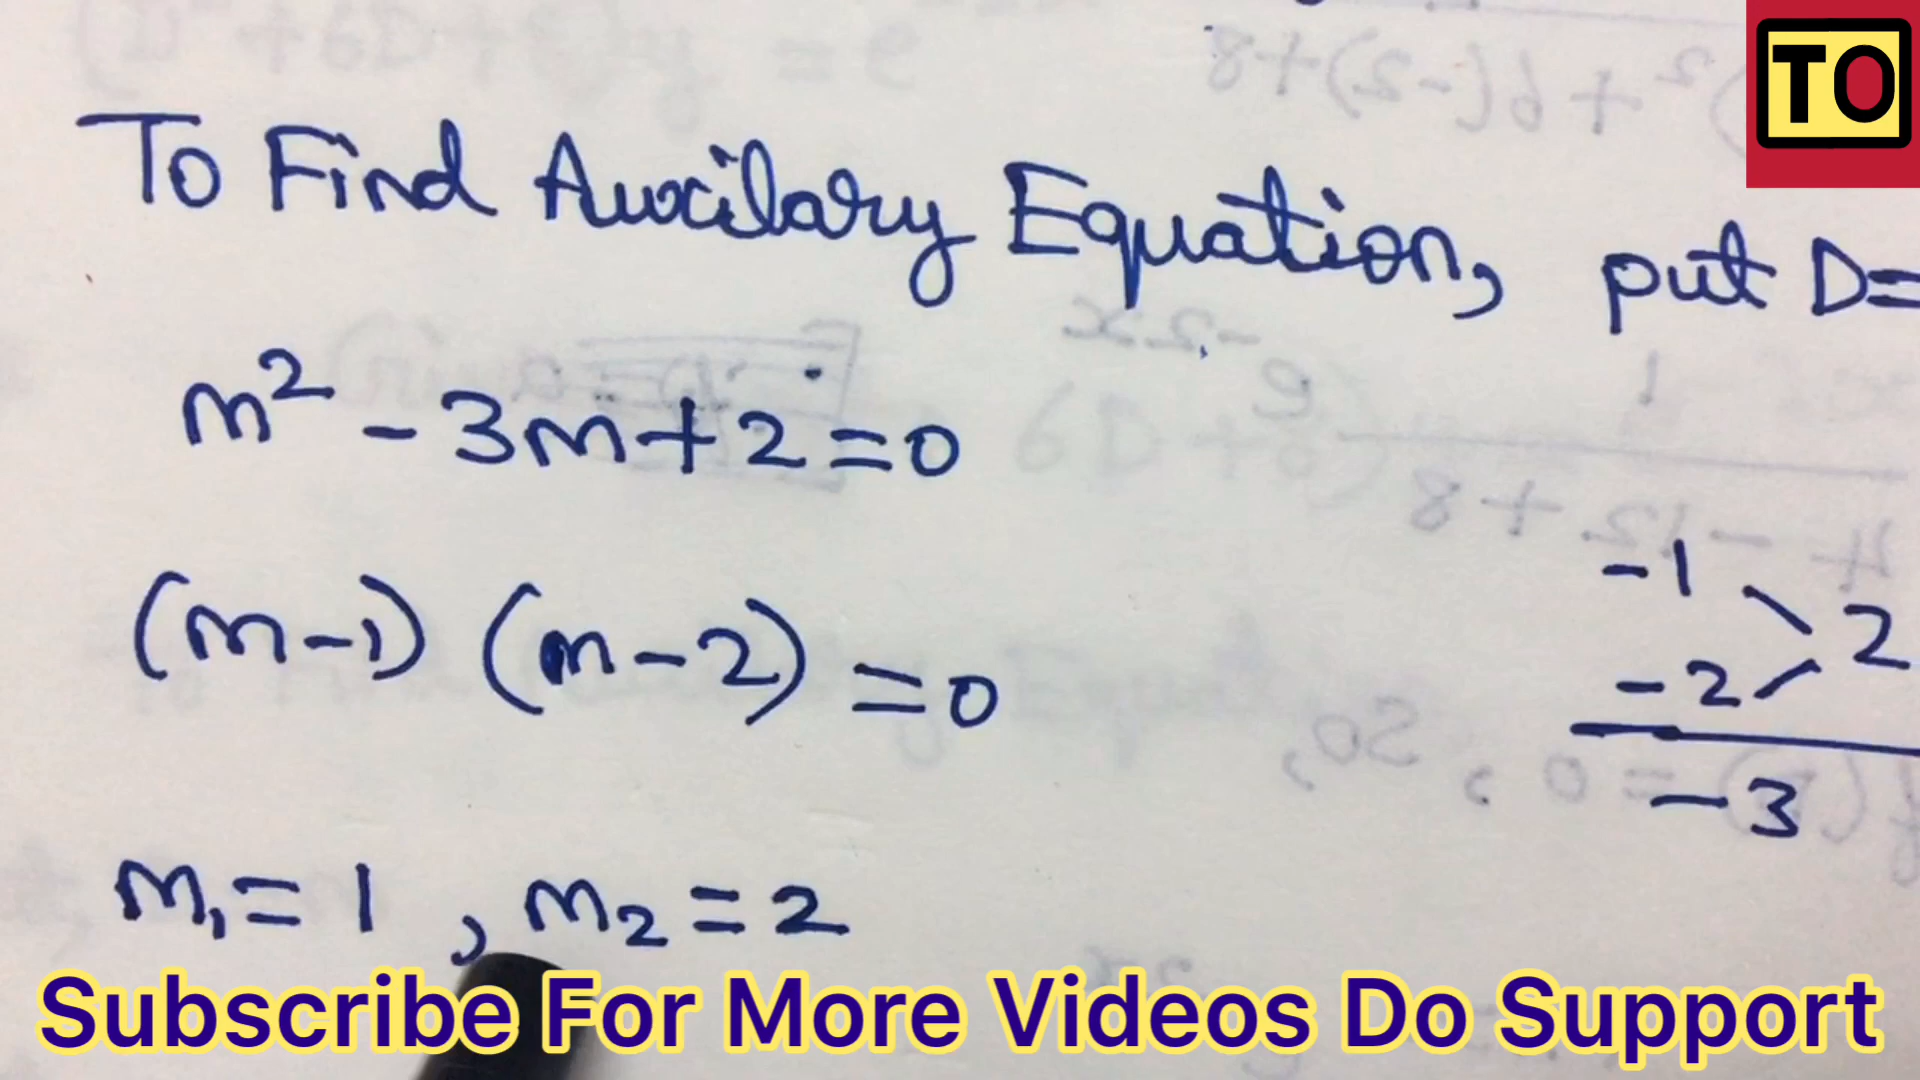 TO
To Find Auxilary Equation, put D=
m² - 3m+2=0
(m-1) (m-2) =0
-1
-2 > 2
-3
m₁= 1 , m₂ = 2
Subscribe For More Videos Do Support